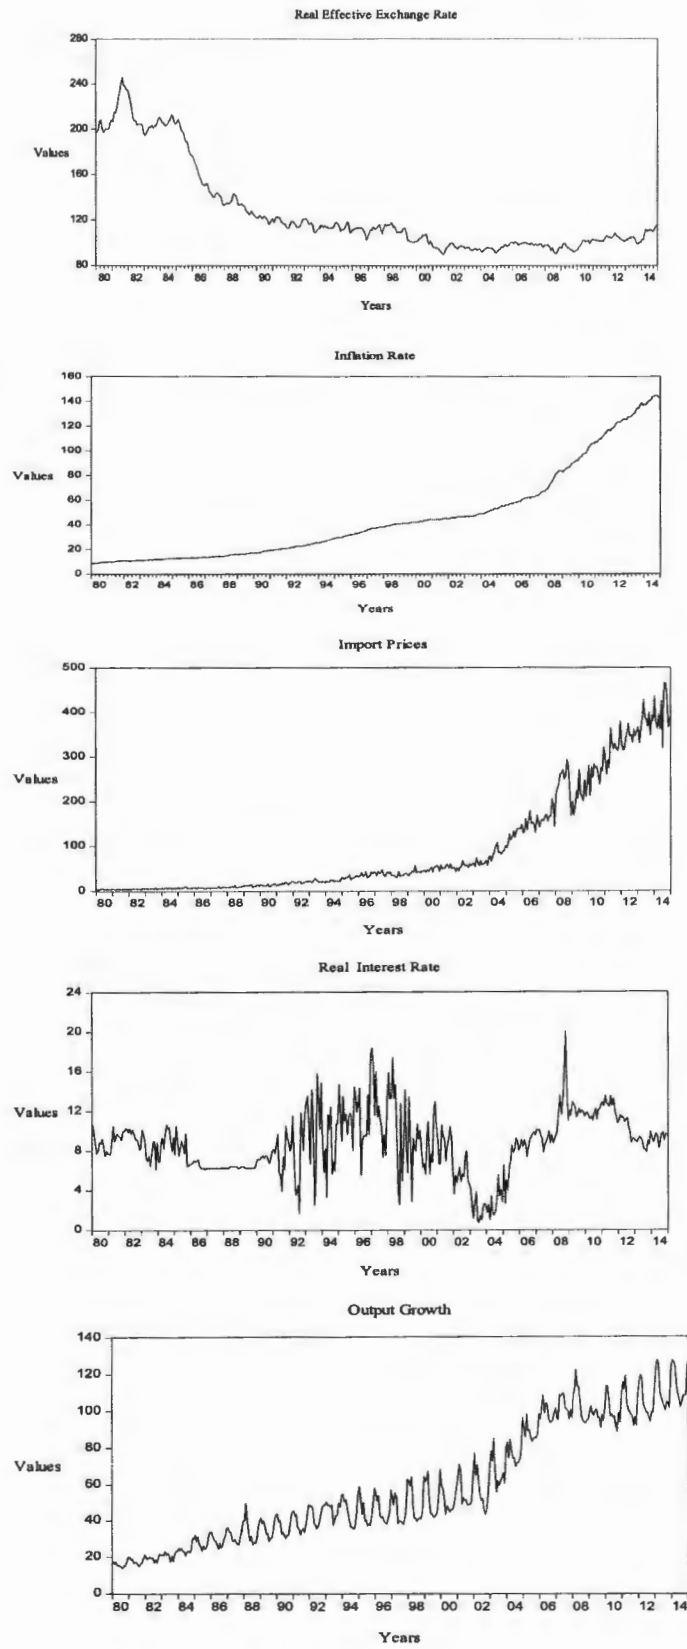 Real Effective Exchange Rate
280
240
200
Values
160
120
80
80 82 84 86 88 90 92 94 96 98 00 02 04 06 08 10 12 14
Years
Inflation Rate
160
140
120
100
Values
80
60
40
20
0
80 82 84 86 88 90 92 94 96 98 00 02 04 06 08 10 12 14
Years
Import Prices
500
400
300
Values
200
100
0
80 82 84 86 88 90 92 94 96 98 00 02 04 06 08 10 12 14
Years
Real Interest Rate
24
20
16
Values
12
8
4
0
80 82 84 86 88 90 92 94 96 98 00 02 04 06 08 10 12 14
Years
Output Growth
140
120
100
80
Values
60
40
20
0
80 82 84 86 88 90 92 94 96 98 00 02 04 06 08 10 12 14
Years